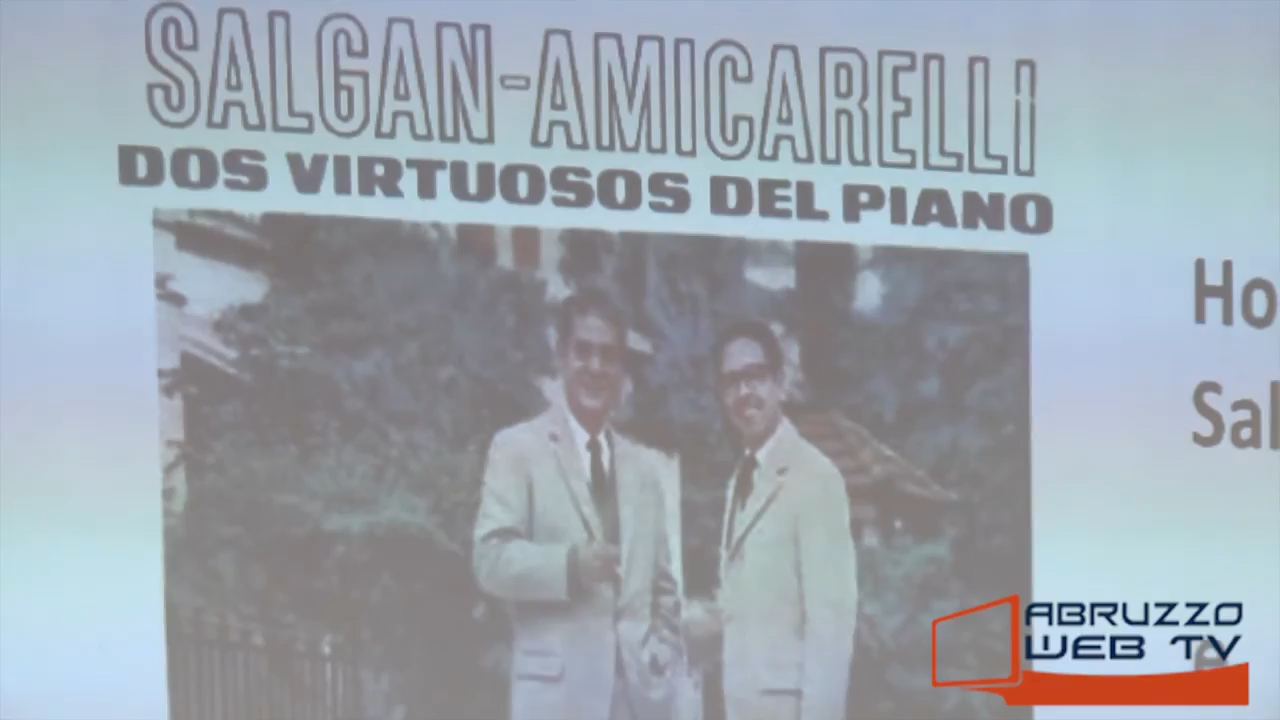 SALGAN-AMICARELLI
DOS VIRTUOSOS DEL PIANO
Ho
Sal
e
ABRUZZO
WEB TV